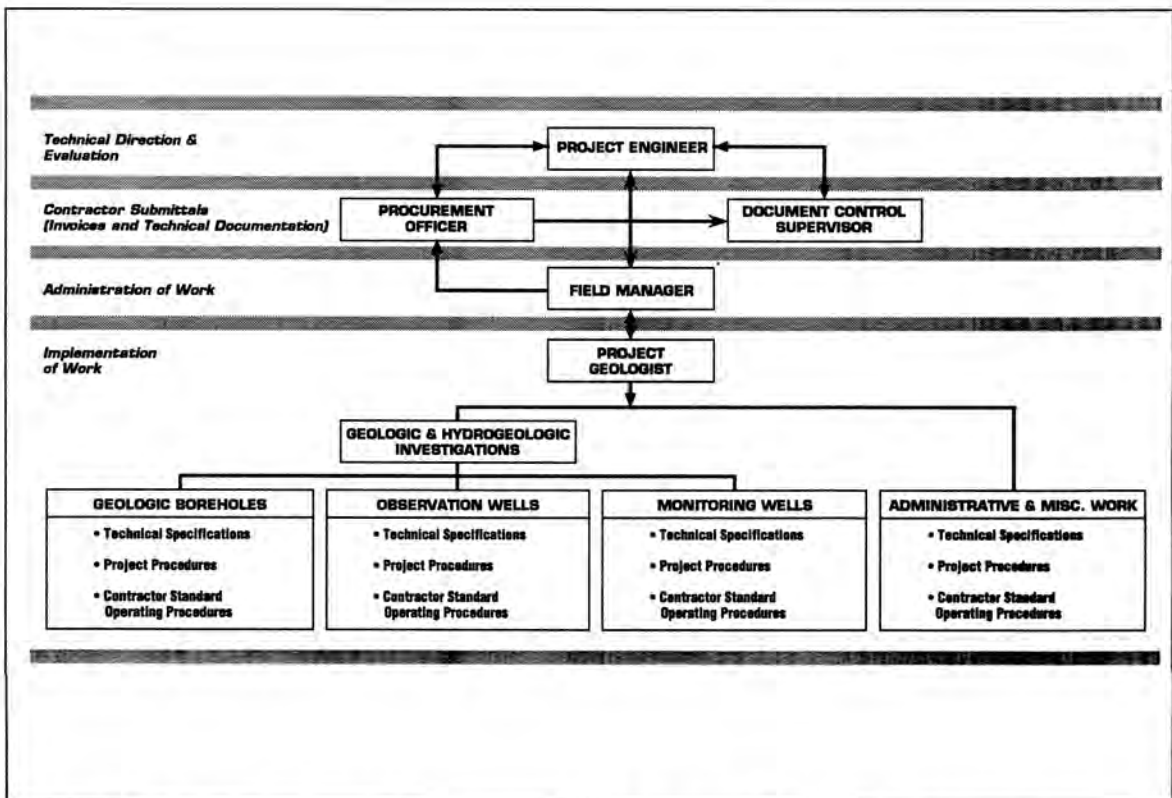 Technical Direction &
Evaluation
PROJECT ENGINEER
Contractor Submittals
(Invoices and Technical Documentation)
PROCUREMENT
OFFICER
DOCUMENT CONTROL
SUPERVISOR
Administration of Work
FIELD MANAGER
Implementation
of Work
PROJECT
GEOLOGIST
GEOLOGIC & HYDROGEOLOGIC
INVESTIGATIONS
GEOLOGIC BOREHOLES
• Technical Specifications
• Project Procedures
• Contractor Standard
Operating Procedures
OBSERVATION WELLS
• Technical Specifications
• Project Procedures
• Contractor Standard
Operating Procedures
MONITORING WELLS
• Technical Specifications
• Project Procedures
• Contractor Standard
Operating Procedures
ADMINISTRATIVE & MISC. WORK
• Technical Specifications
• Project Procedures
• Contractor Standard
Operating Procedures